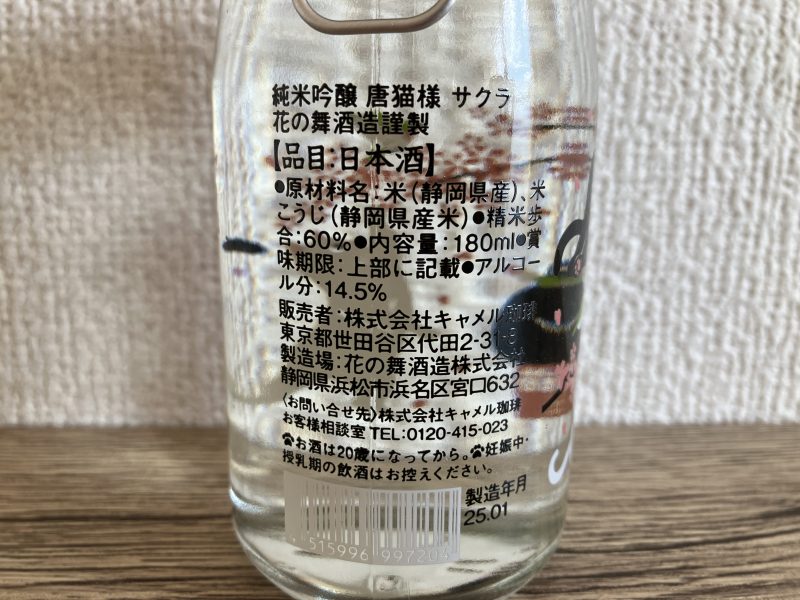 純米吟醸 唐猫様 サクラ
花の舞酒造謹製
【品目:日本酒】
●原材料名:米(静岡県産)、米
こうじ(静岡県産米)●精米歩
合:60%●内容量:180ml●賞
味期限:上部に記載●アルコー
ル分:14.5%
販売者:株式会社キャメル珈琲
東京都世田谷区代田2-31-8
製造場:花の舞酒造株式会社
静岡県浜松市浜名区宮口632
〈お問い合せ先〉株式会社キャメル珈琲
お客様相談室 TEL:0120-415-023
お酒は20歳になってから。妊娠中・
授乳期の飲酒はお控えください。
製造年月
25.01
4 515996 997204